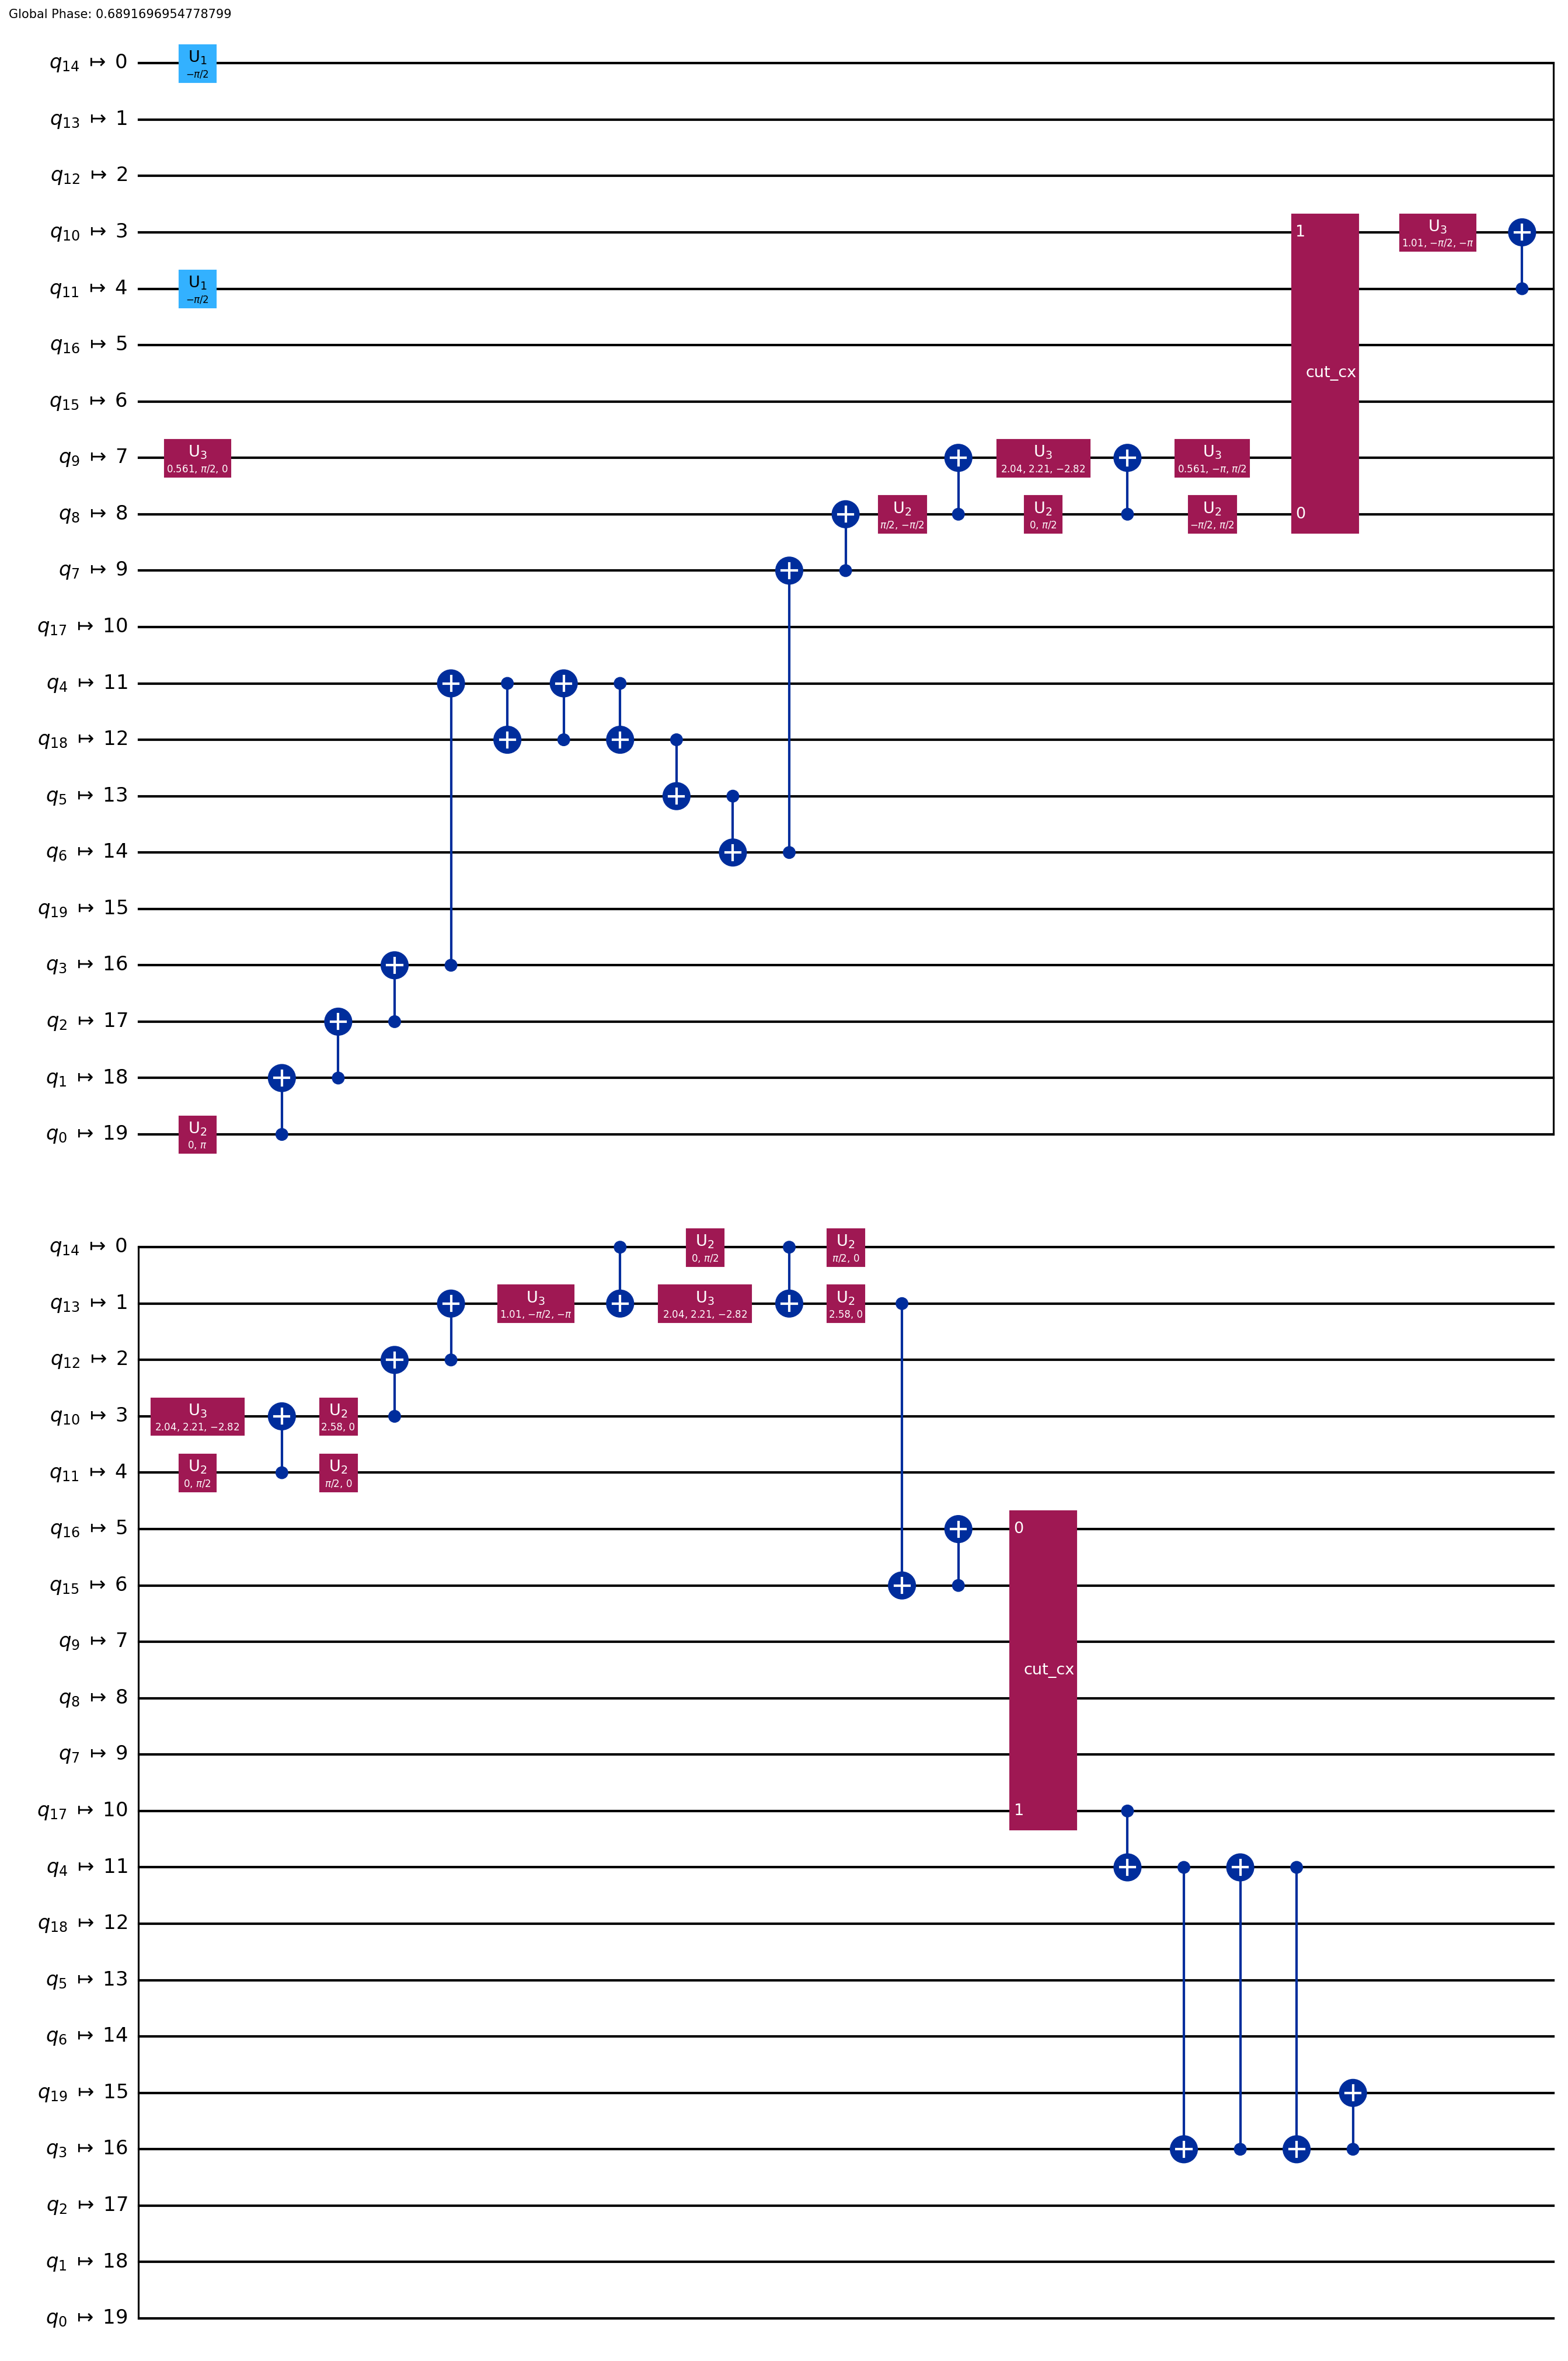 Global Phase: 0.6891696954778799
q14 ↦ 0
U1
−π/2
q13 ↦ 1
q12 ↦ 2
q10 ↦ 3
1
U3
1.01, −π/2, −π
q11 ↦ 4
U1
−π/2
q16 ↦ 5
cut_cx
q15 ↦ 6
q9 ↦ 7
U3
0.561, π/2, 0
U3
2.04, 2.21, −2.82
U3
0.561, −π, π/2
q8 ↦ 8
U2
π/2, −π/2
U2
0, π/2
U2
−π/2, π/2
0
q7 ↦ 9
q17 ↦ 10
q4 ↦ 11
q18 ↦ 12
q5 ↦ 13
q6 ↦ 14
q19 ↦ 15
q3 ↦ 16
q2 ↦ 17
q1 ↦ 18
q0 ↦ 19
U2
0, π
q14 ↦ 0
U2
0, π/2
U2
π/2, 0
q13 ↦ 1
U3
1.01, −π/2, −π
U3
2.04, 2.21, −2.82
U2
2.58, 0
q12 ↦ 2
q10 ↦ 3
U3
2.04, 2.21, −2.82
U2
2.58, 0
q11 ↦ 4
U2
0, π/2
U2
π/2, 0
q16 ↦ 5
0
q15 ↦ 6
q9 ↦ 7
cut_cx
q8 ↦ 8
q7 ↦ 9
q17 ↦ 10
1
q4 ↦ 11
q18 ↦ 12
q5 ↦ 13
q6 ↦ 14
q19 ↦ 15
q3 ↦ 16
q2 ↦ 17
q1 ↦ 18
q0 ↦ 19